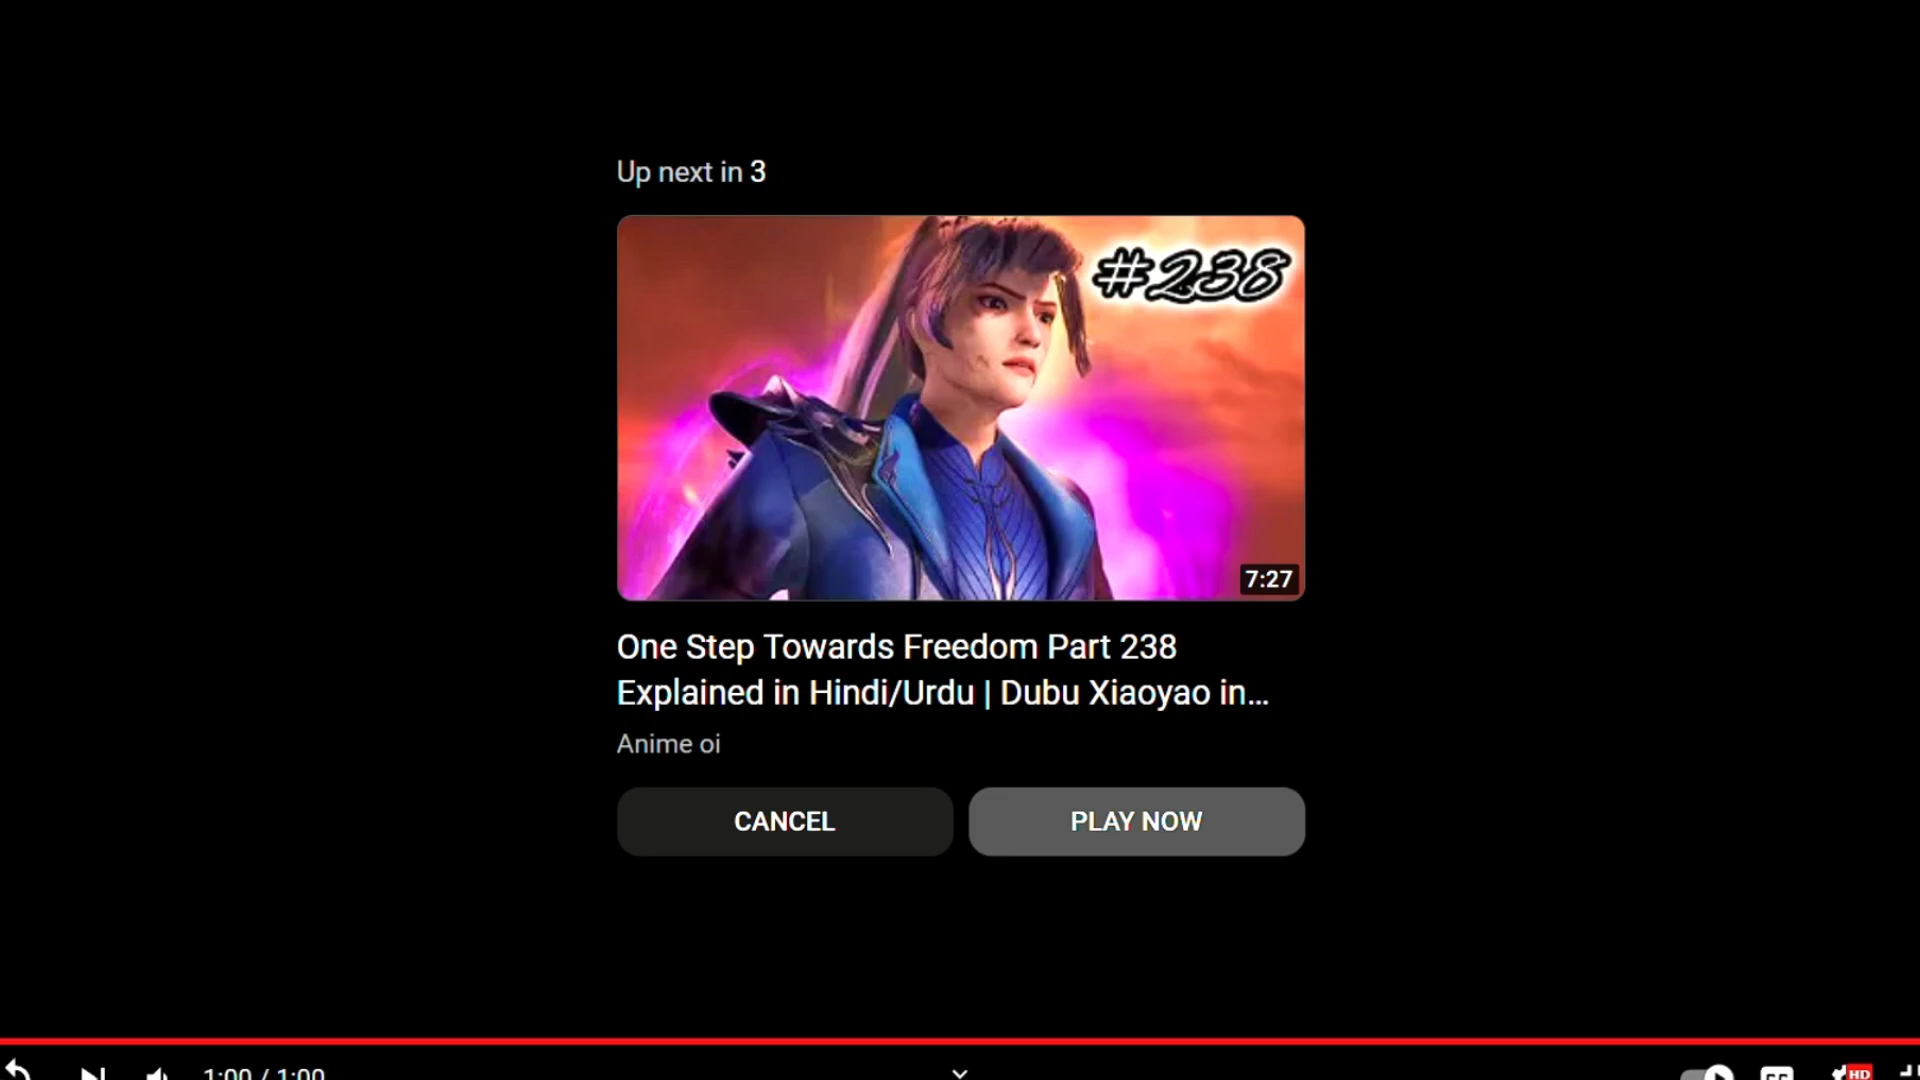 Up next in 3
#238
7:27
One Step Towards Freedom Part 238
Explained in Hindi/Urdu | Dubu Xiaoyao in...
Anime oi
CANCEL
PLAY NOW
1:00 / 1:00
HD